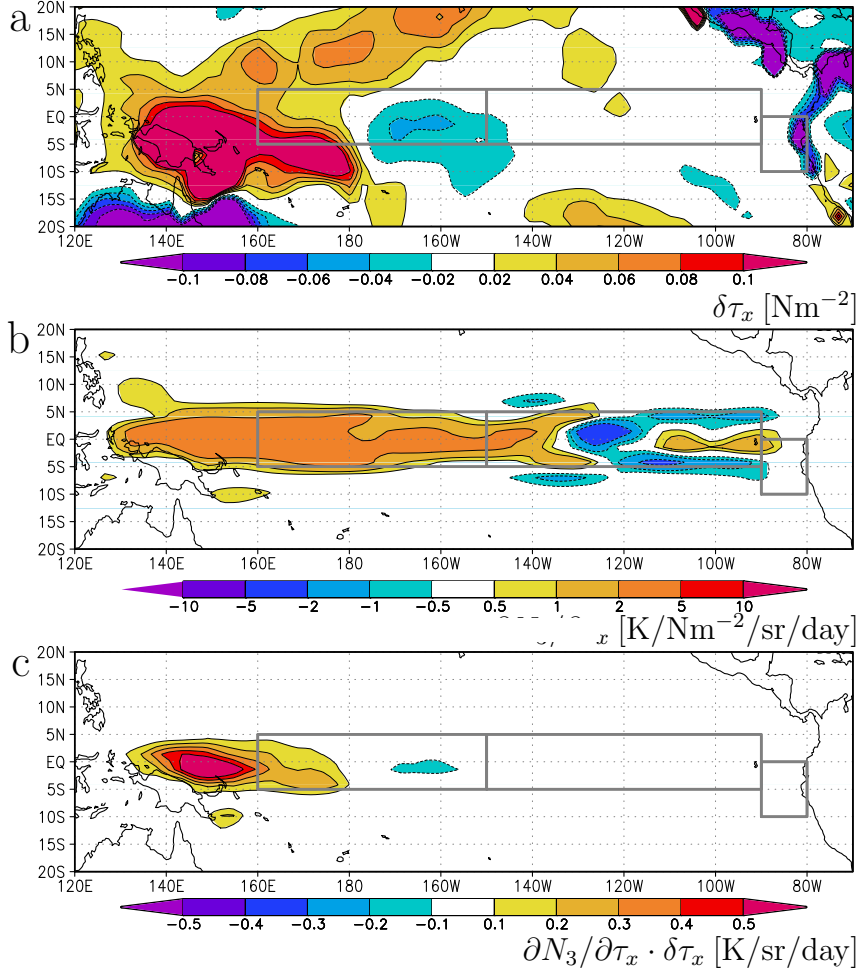 a
20N
15N
10N
5N
EQ
5S
10S
15S
20S
120E 140E 160E 180 160W 140W 120W 100W 80W
−0.1 −0.08 −0.06 −0.04 −0.02 0.02 0.04 0.06 0.08 0.1
δτₓ [Nm⁻²]
b
20N
15N
10N
5N
EQ
5S
10S
15S
20S
120E 140E 160E 180 160W 140W 120W 100W 80W
−10 −5 −2 −1 −0.5 0.5 1 2 5 10
ₓ [K/Nm⁻²/sr/day]
c
20N
15N
10N
5N
EQ
5S
10S
15S
20S
120E 140E 160E 180 160W 140W 120W 100W 80W
−0.5 −0.4 −0.3 −0.2 −0.1 0.1 0.2 0.3 0.4 0.5
∂N₃/∂τₓ · δτₓ [K/sr/day]